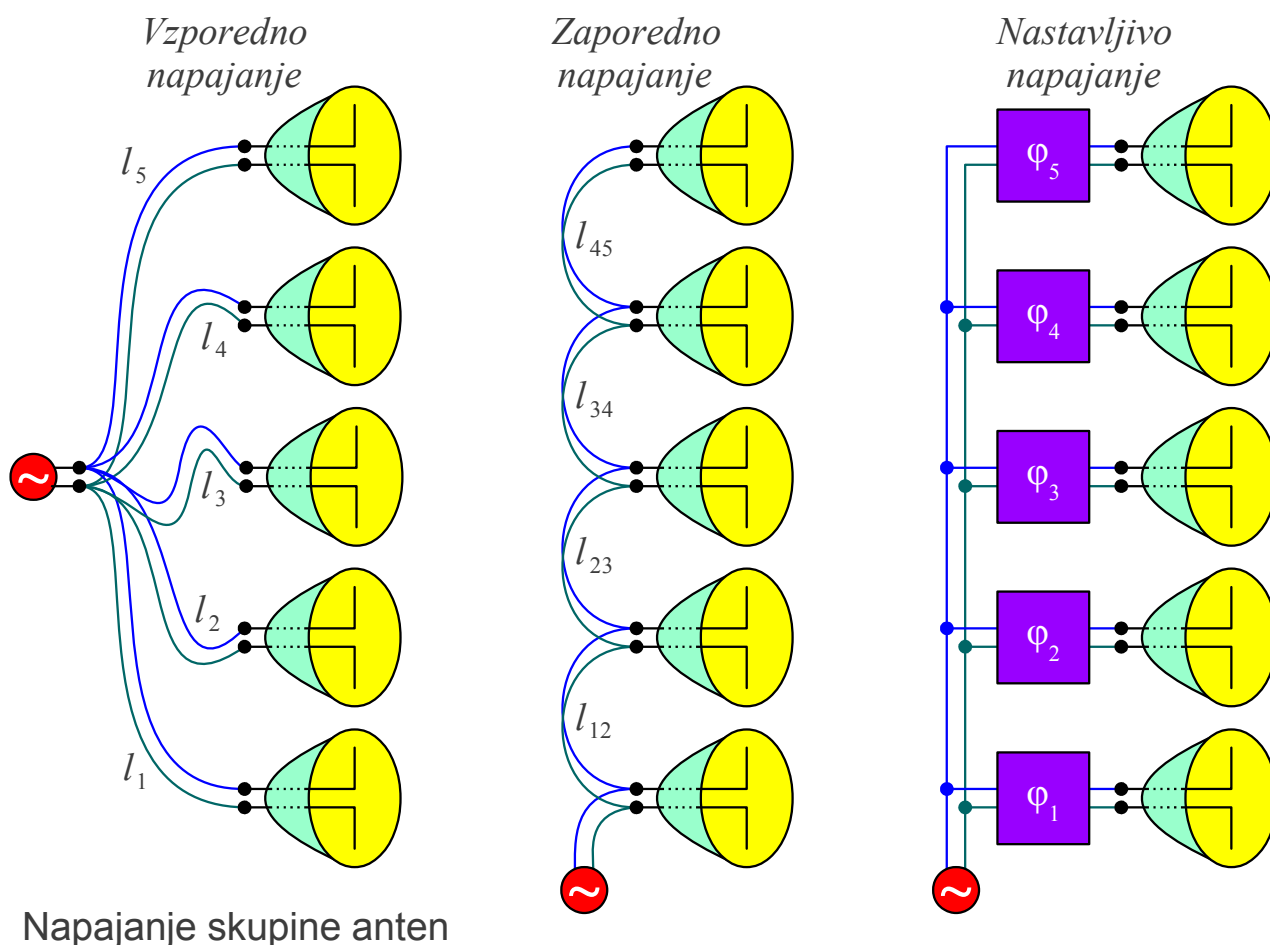 Vzporedno
napajanje
l5
l4
l3
l2
l1
~
Zaporedno
napajanje
l45
l34
l23
l12
~
Nastavljivo
napajanje
φ5
φ4
φ3
φ2
φ1
~
Napajanje skupine anten